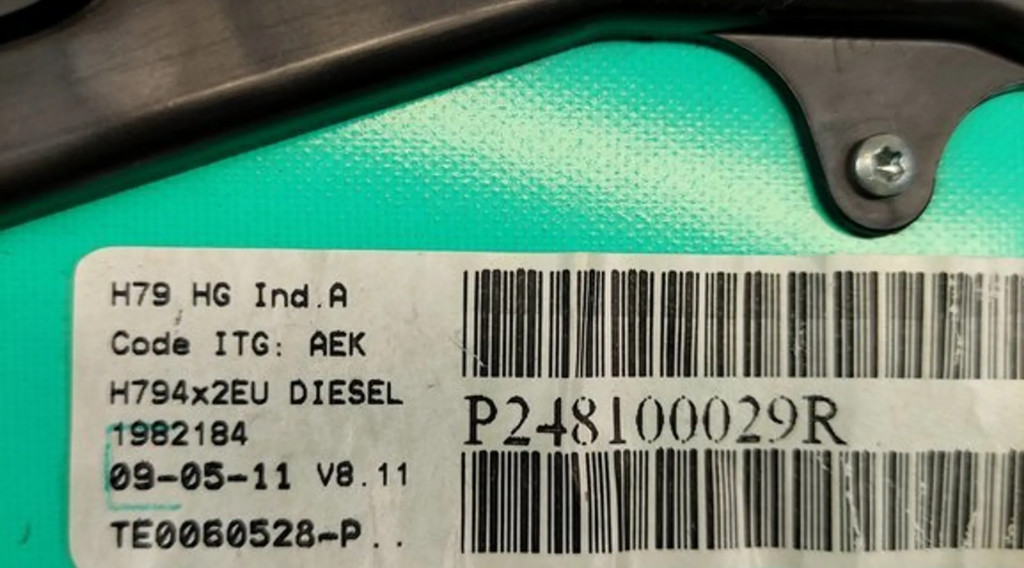 H79 HG Ind.A
Code ITG: AEK
H794x2EU DIESEL
1982184
09-05-11 V8.11
TE0060528-P..
P248100029R